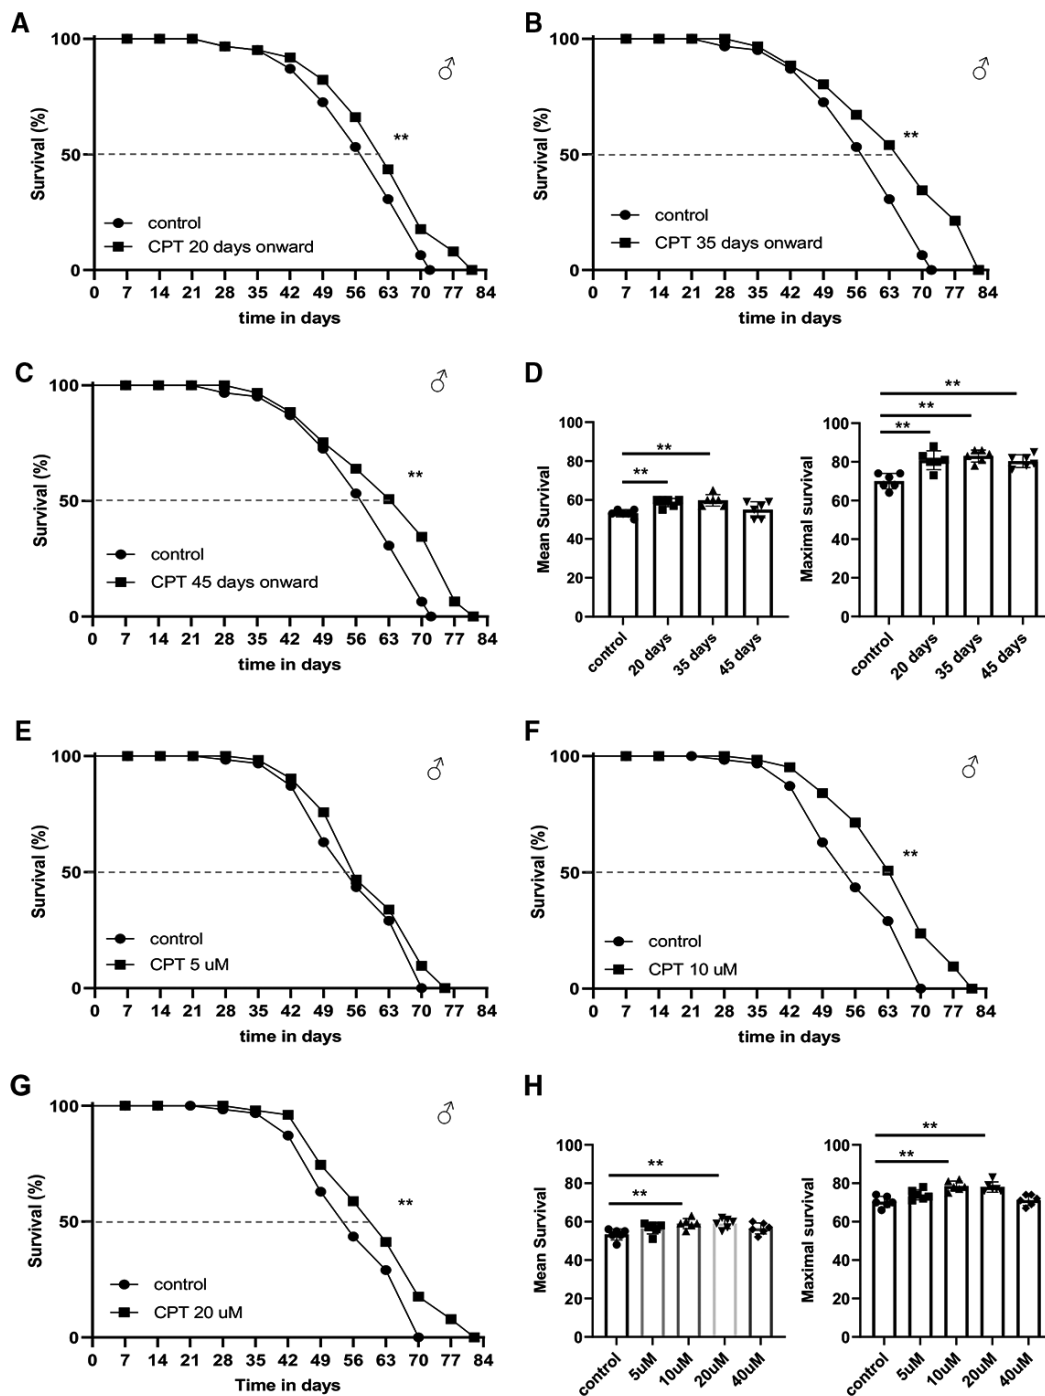 A
100
50
0
Survival (%)
♂
**
control
CPT 20 days onward
0 7 14 21 28 35 42 49 56 63 70 77 84
time in days
B
100
50
0
Survival (%)
♂
**
control
CPT 35 days onward
0 7 14 21 28 35 42 49 56 63 70 77 84
time in days
C
100
50
0
Survival (%)
♂
**
control
CPT 45 days onward
0 7 14 21 28 35 42 49 56 63 70 77 84
time in days
D
100
80
60
40
20
0
Mean Survival
**
**
control 20 days 35 days 45 days
100
80
60
40
20
0
Maximal survival
**
**
**
control 20 days 35 days 45 days
E
100
50
0
Survival (%)
♂
control
CPT 5 uM
0 7 14 21 28 35 42 49 56 63 70 77 84
time in days
F
100
50
0
Survival (%)
♂
**
control
CPT 10 uM
0 7 14 21 28 35 42 49 56 63 70 77 84
time in days
G
100
50
0
Survival (%)
♂
**
control
CPT 20 uM
0 7 14 21 28 35 42 49 56 63 70 77 84
Time in days
H
100
80
60
40
20
0
Mean Survival
**
**
control 5uM 10uM 20uM 40uM
100
80
60
40
20
0
Maximal survival
**
**
control 5uM 10uM 20uM 40uM